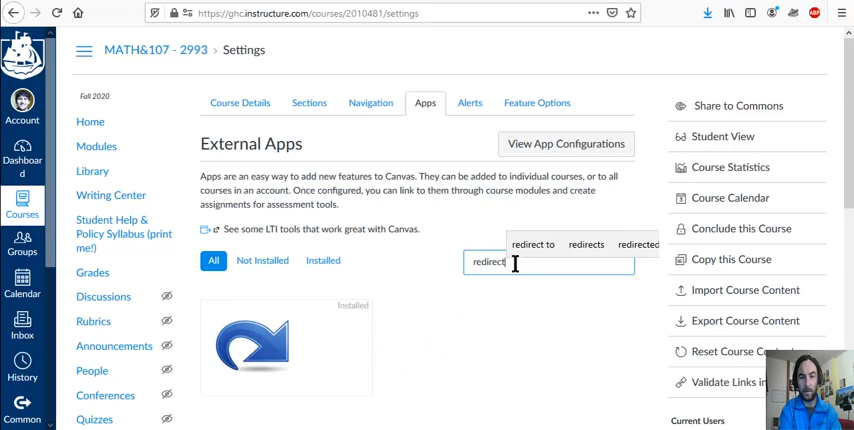 https://ghc.instructure.com/courses/2010481/settings
ABP
MATH&107 - 2993 › Settings
Account
Dashboar
d
Courses
Groups
Calendar
Inbox
History
Common
Fall 2020
Home
Modules
Library
Writing Center
Student Help &
Policy Syllabus (print
me!)
Grades
Discussions
Rubrics
Announcements
People
Conferences
Quizzes
Course Details
Sections
Navigation
Apps
Alerts
Feature Options
External Apps
View App Configurations
Apps are an easy way to add new features to Canvas. They can be added to individual courses, or to all
courses in an account. Once configured, you can link to them through course modules and create
assignments for assessment tools.
See some LTI tools that work great with Canvas.
redirect to redirects redirected
All
Not Installed
Installed
redirect
Installed
Share to Commons
Student View
Course Statistics
Course Calendar
Conclude this Course
Copy this Course
Import Course Content
Export Course Content
Reset Course Cont
Validate Links in
Current Users